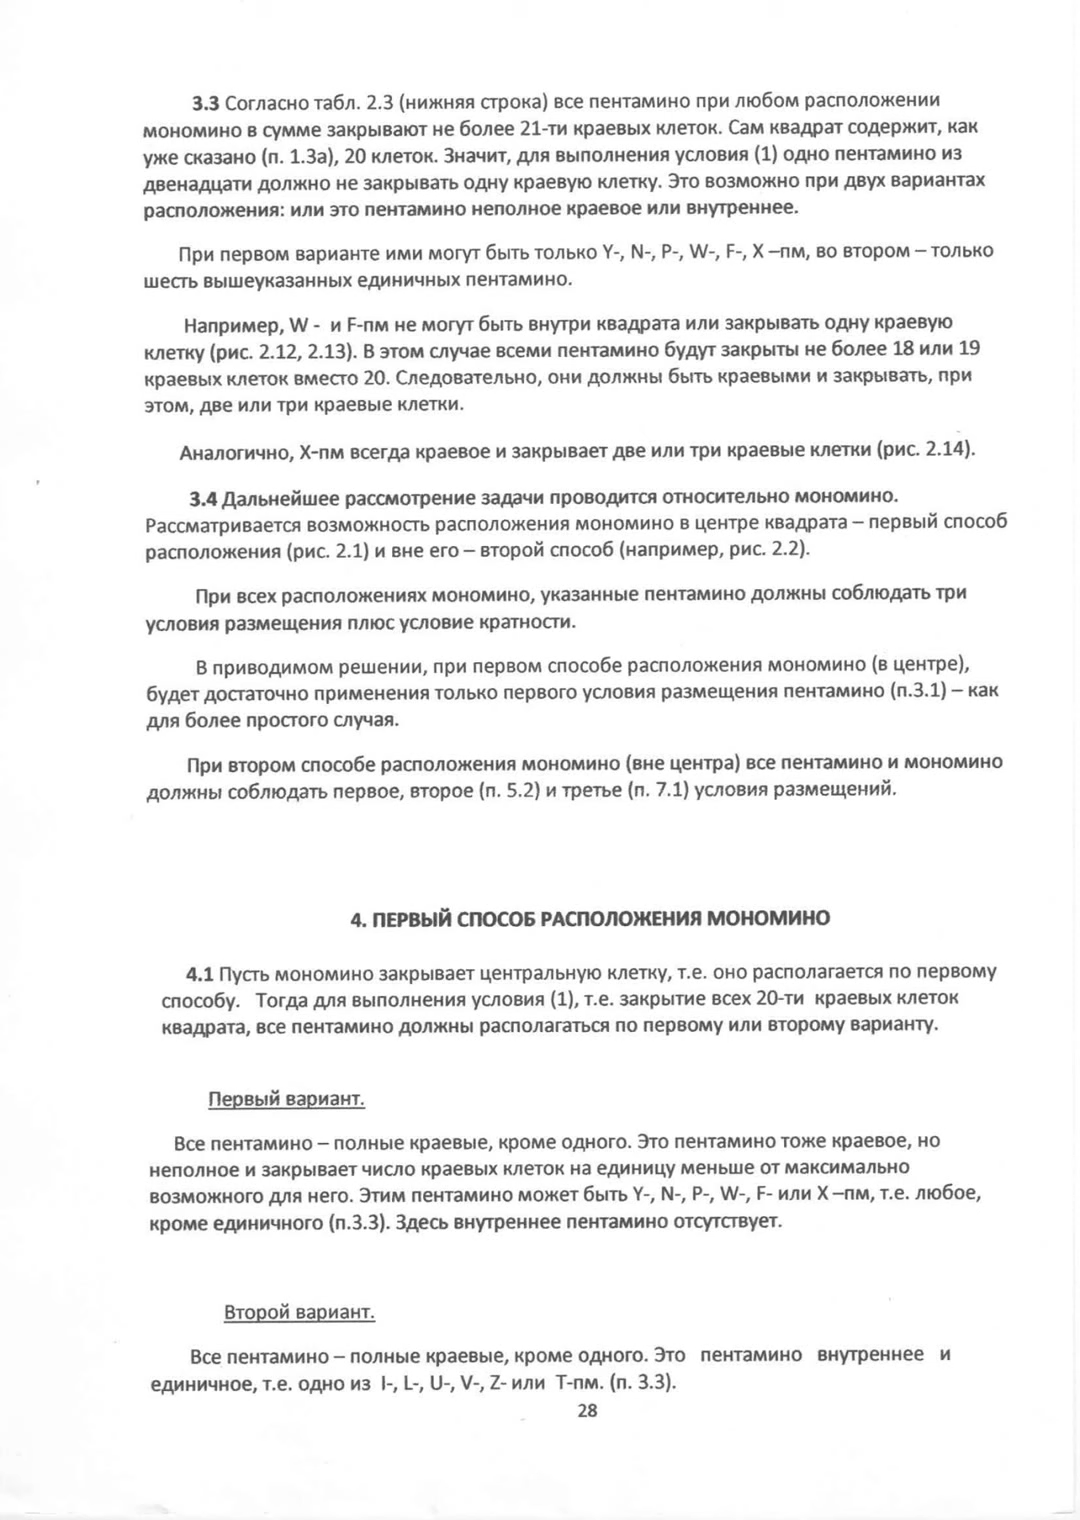 3.3 Согласно табл. 2.3 (нижняя строка) все пентамино при любом расположении
мономино в сумме закрывают не более 21-ти краевых клеток. Сам квадрат содержит, как
уже сказано (п. 1.3а), 20 клеток. Значит, для выполнения условия (1) одно пентамино из
двенадцати должно не закрывать одну краевую клетку. Это возможно при двух вариантах
расположения: или это пентамино неполное краевое или внутреннее.
При первом варианте ими могут быть только Y-, N-, P-, W-, F-, X –пм, во втором – только
шесть вышеуказанных единичных пентамино.
Например, W - и F-пм не могут быть внутри квадрата или закрывать одну краевую
клетку (рис. 2.12, 2.13). В этом случае всеми пентамино будут закрыты не более 18 или 19
краевых клеток вместо 20. Следовательно, они должны быть краевыми и закрывать, при
этом, две или три краевые клетки.
Аналогично, X-пм всегда краевое и закрывает две или три краевые клетки (рис. 2.14).
3.4 Дальнейшее рассмотрение задачи проводится относительно мономино.
Рассматривается возможность расположения мономино в центре квадрата – первый способ
расположения (рис. 2.1) и вне его – второй способ (например, рис. 2.2).
При всех расположениях мономино, указанные пентамино должны соблюдать три
условия размещения плюс условие кратности.
В приводимом решении, при первом способе расположения мономино (в центре),
будет достаточно применения только первого условия размещения пентамино (п.3.1) – как
для более простого случая.
При втором способе расположения мономино (вне центра) все пентамино и мономино
должны соблюдать первое, второе (п. 5.2) и третье (п. 7.1) условия размещений.
4. ПЕРВЫЙ СПОСОБ РАСПОЛОЖЕНИЯ МОНОМИНО
4.1 Пусть мономино закрывает центральную клетку, т.е. оно располагается по первому
способу. Тогда для выполнения условия (1), т.е. закрытие всех 20-ти краевых клеток
квадрата, все пентамино должны располагаться по первому или второму варианту.
Первый вариант.
Все пентамино – полные краевые, кроме одного. Это пентамино тоже краевое, но
неполное и закрывает число краевых клеток на единицу меньше от максимально
возможного для него. Этим пентамино может быть Y-, N-, P-, W-, F- или X –пм, т.е. любое,
кроме единичного (п.3.3). Здесь внутреннее пентамино отсутствует.
Второй вариант.
Все пентамино – полные краевые, кроме одного. Это пентамино внутреннее и
единичное, т.е. одно из I-, L-, U-, V-, Z- или T-пм. (п. 3.3).
28